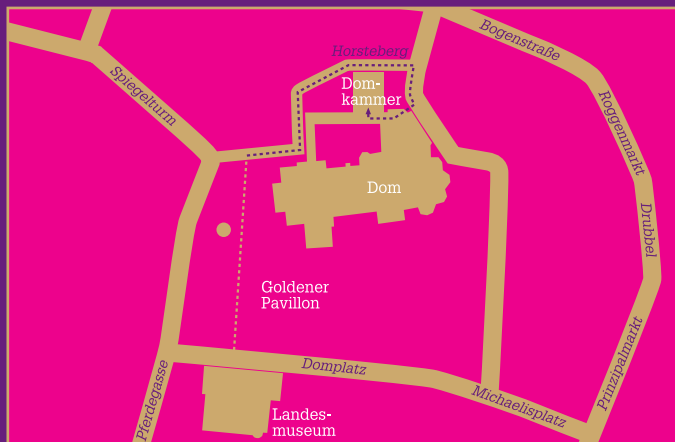 Bogenstraße
Horsteberg
Spiegelturm
Dom-
kammer
Roggenmarkt
Dom
Drubbel
Goldener
Pavillon
Domplatz
Prinzipalmarkt
Pferdegasse
Michaelisplatz
Landes-
museum